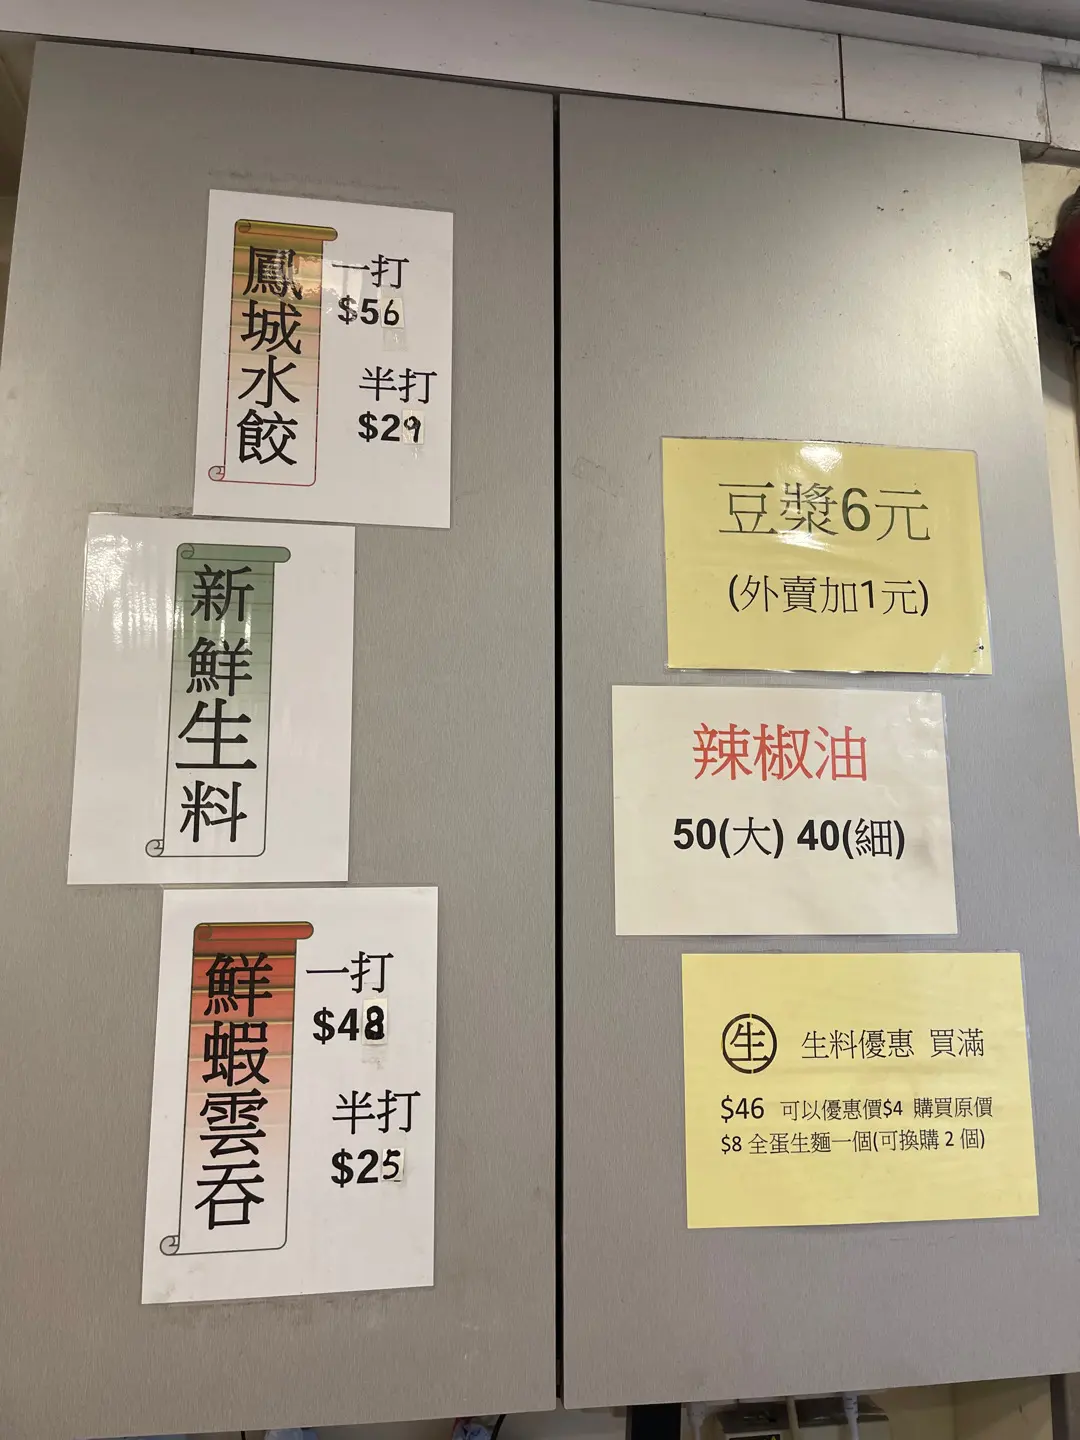 鳳城水餃
一打
$56
半打
$29
新鮮生料
鮮蝦雲吞
一打
$48
半打
$25
豆漿6元
(外賣加1元)
辣椒油
50(大) 40(細)
生 生料優惠 買滿
$46 可以優惠價$4 購買原價
$8 全蛋生麵一個(可換購 2 個)